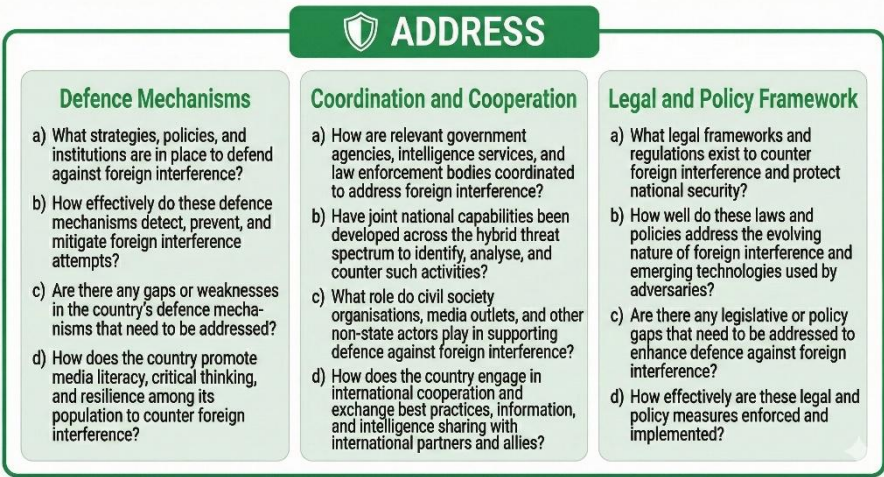 ADDRESS
Defence Mechanisms
a) What strategies, policies, and
institutions are in place to defend
against foreign interference?
b) How effectively do these defence
mechanisms detect, prevent, and
mitigate foreign interference
attempts?
c) Are there any gaps or weaknesses
in the country's defence mecha-
nisms that need to be addressed?
d) How does the country promote
media literacy, critical thinking,
and resilience among its
population to counter foreign
interference?
Coordination and Cooperation
a) How are relevant government
agencies, intelligence services, and
law enforcement bodies coordinated
to address foreign interference?
b) Have joint national capabilities been
developed across the hybrid threat
spectrum to identify, analyse, and
counter such activities?
c) What role do civil society
organisations, media outlets, and other
non-state actors play in supporting
defence against foreign interference?
d) How does the country engage in
international cooperation and
exchange best practices, information,
and intelligence sharing with
international partners and allies?
Legal and Policy Framework
a) What legal frameworks and
regulations exist to counter
foreign interference and protect
national security?
b) How well do these laws and
policies address the evolving
nature of foreign interference and
emerging technologies used by
adversaries?
c) Are there any legislative or policy
gaps that need to be addressed to
enhance defence against foreign
interference?
d) How effectively are these legal and
policy measures enforced and
implemented?